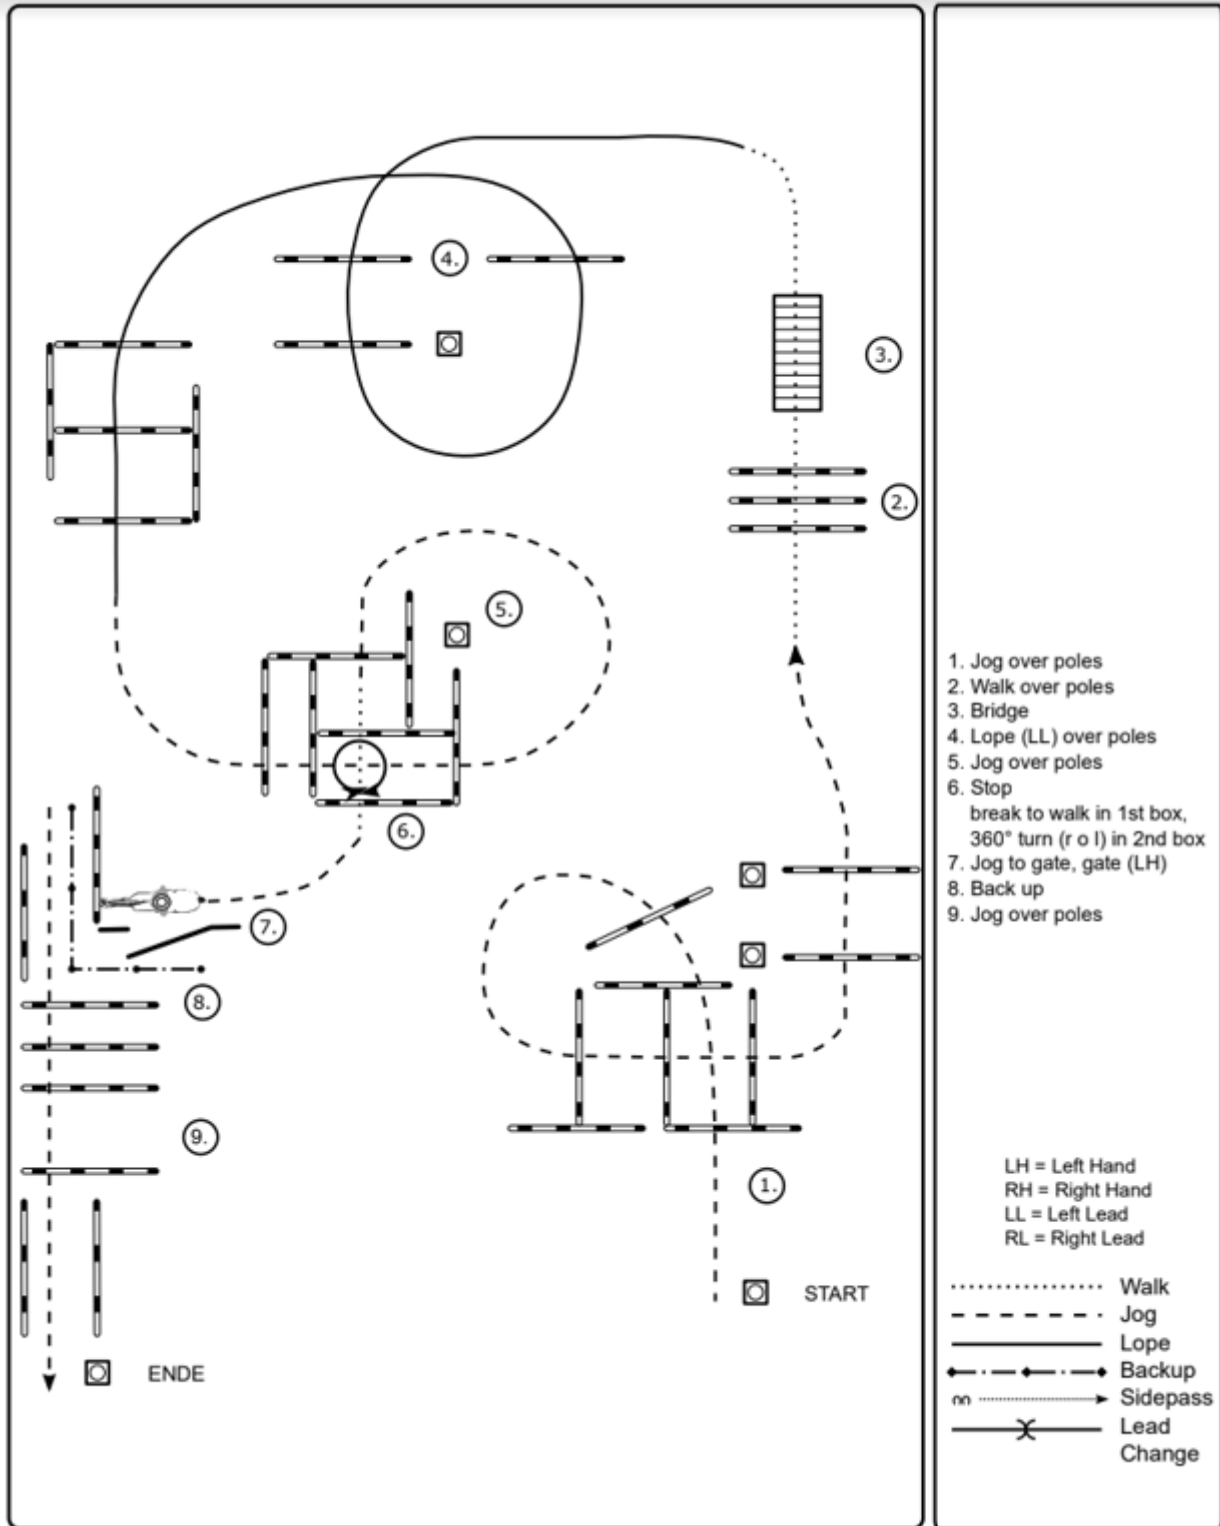 4.
3.
2.
5.
6.
7.
8.
9.
1.
START
ENDE
1. Jog over poles
2. Walk over poles
3. Bridge
4. Lope (LL) over poles
5. Jog over poles
6. Stop
break to walk in 1st box,
360° turn (r o l) in 2nd box
7. Jog to gate, gate (LH)
8. Back up
9. Jog over poles
LH = Left Hand
RH = Right Hand
LL = Left Lead
RL = Right Lead
Walk
Jog
Lope
Backup
Sidepass
Lead
Change